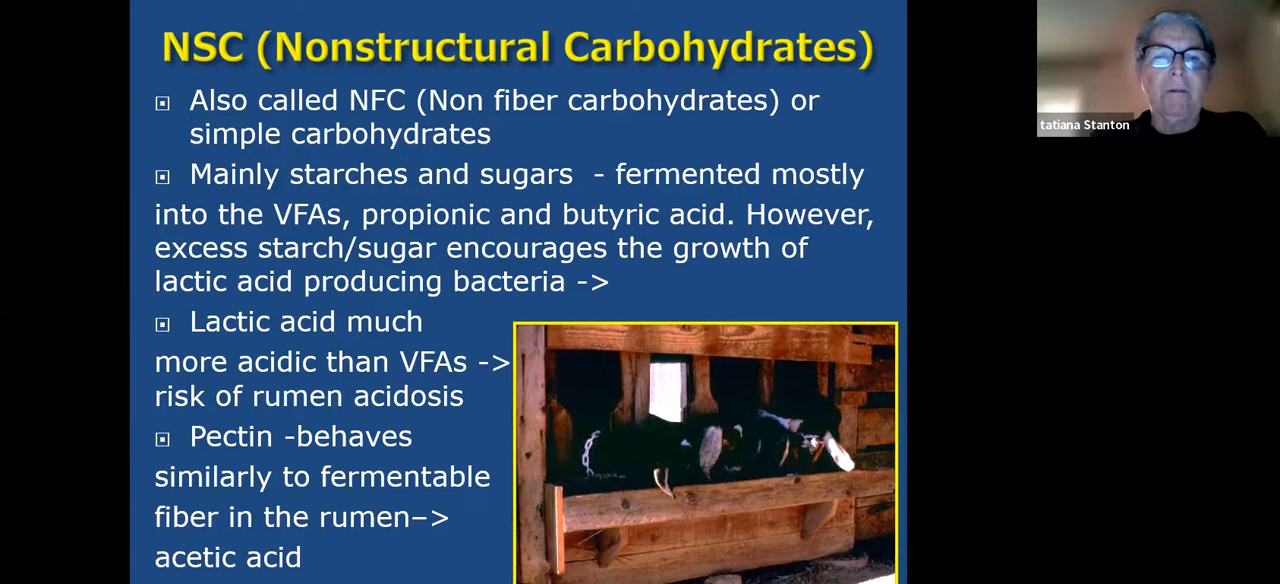 NSC (Nonstructural Carbohydrates)
Also called NFC (Non fiber carbohydrates) or
simple carbohydrates
Mainly starches and sugars - fermented mostly
into the VFAs, propionic and butyric acid. However,
excess starch/sugar encourages the growth of
lactic acid producing bacteria ->
Lactic acid much
more acidic than VFAs ->
risk of rumen acidosis
Pectin -behaves
similarly to fermentable
fiber in the rumen–>
acetic acid
tatiana Stanton